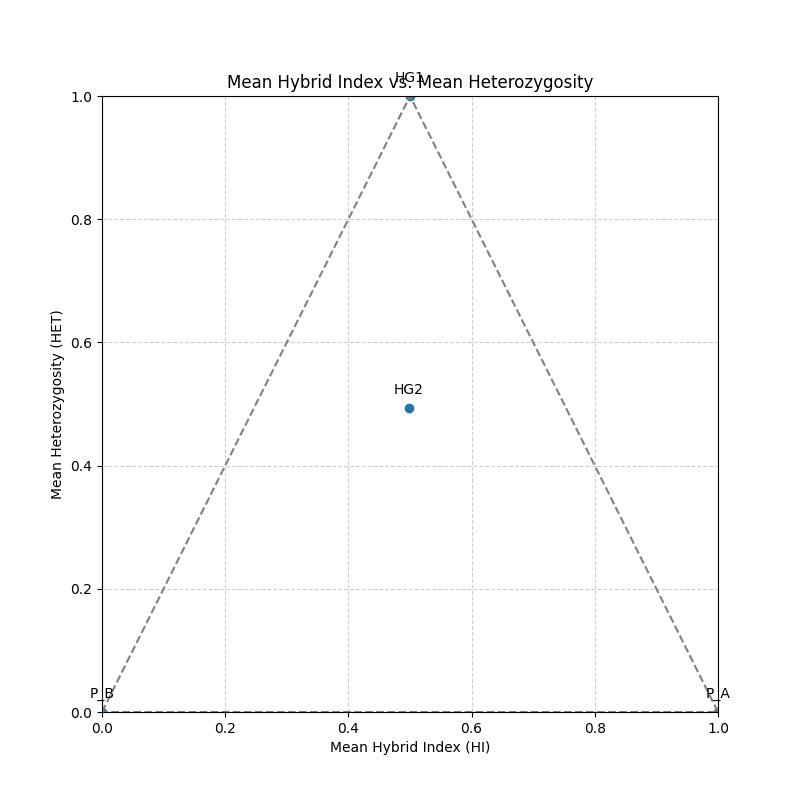 Mean Hybrid Index vs. Mean Heterozygosity
HG1
1.0
0.8
0.6
HG2
0.4
0.2
P_B
P_A
0.0
0.0 0.2 0.4 0.6 0.8 1.0
Mean Hybrid Index (HI)
Mean Heterozygosity (HET)